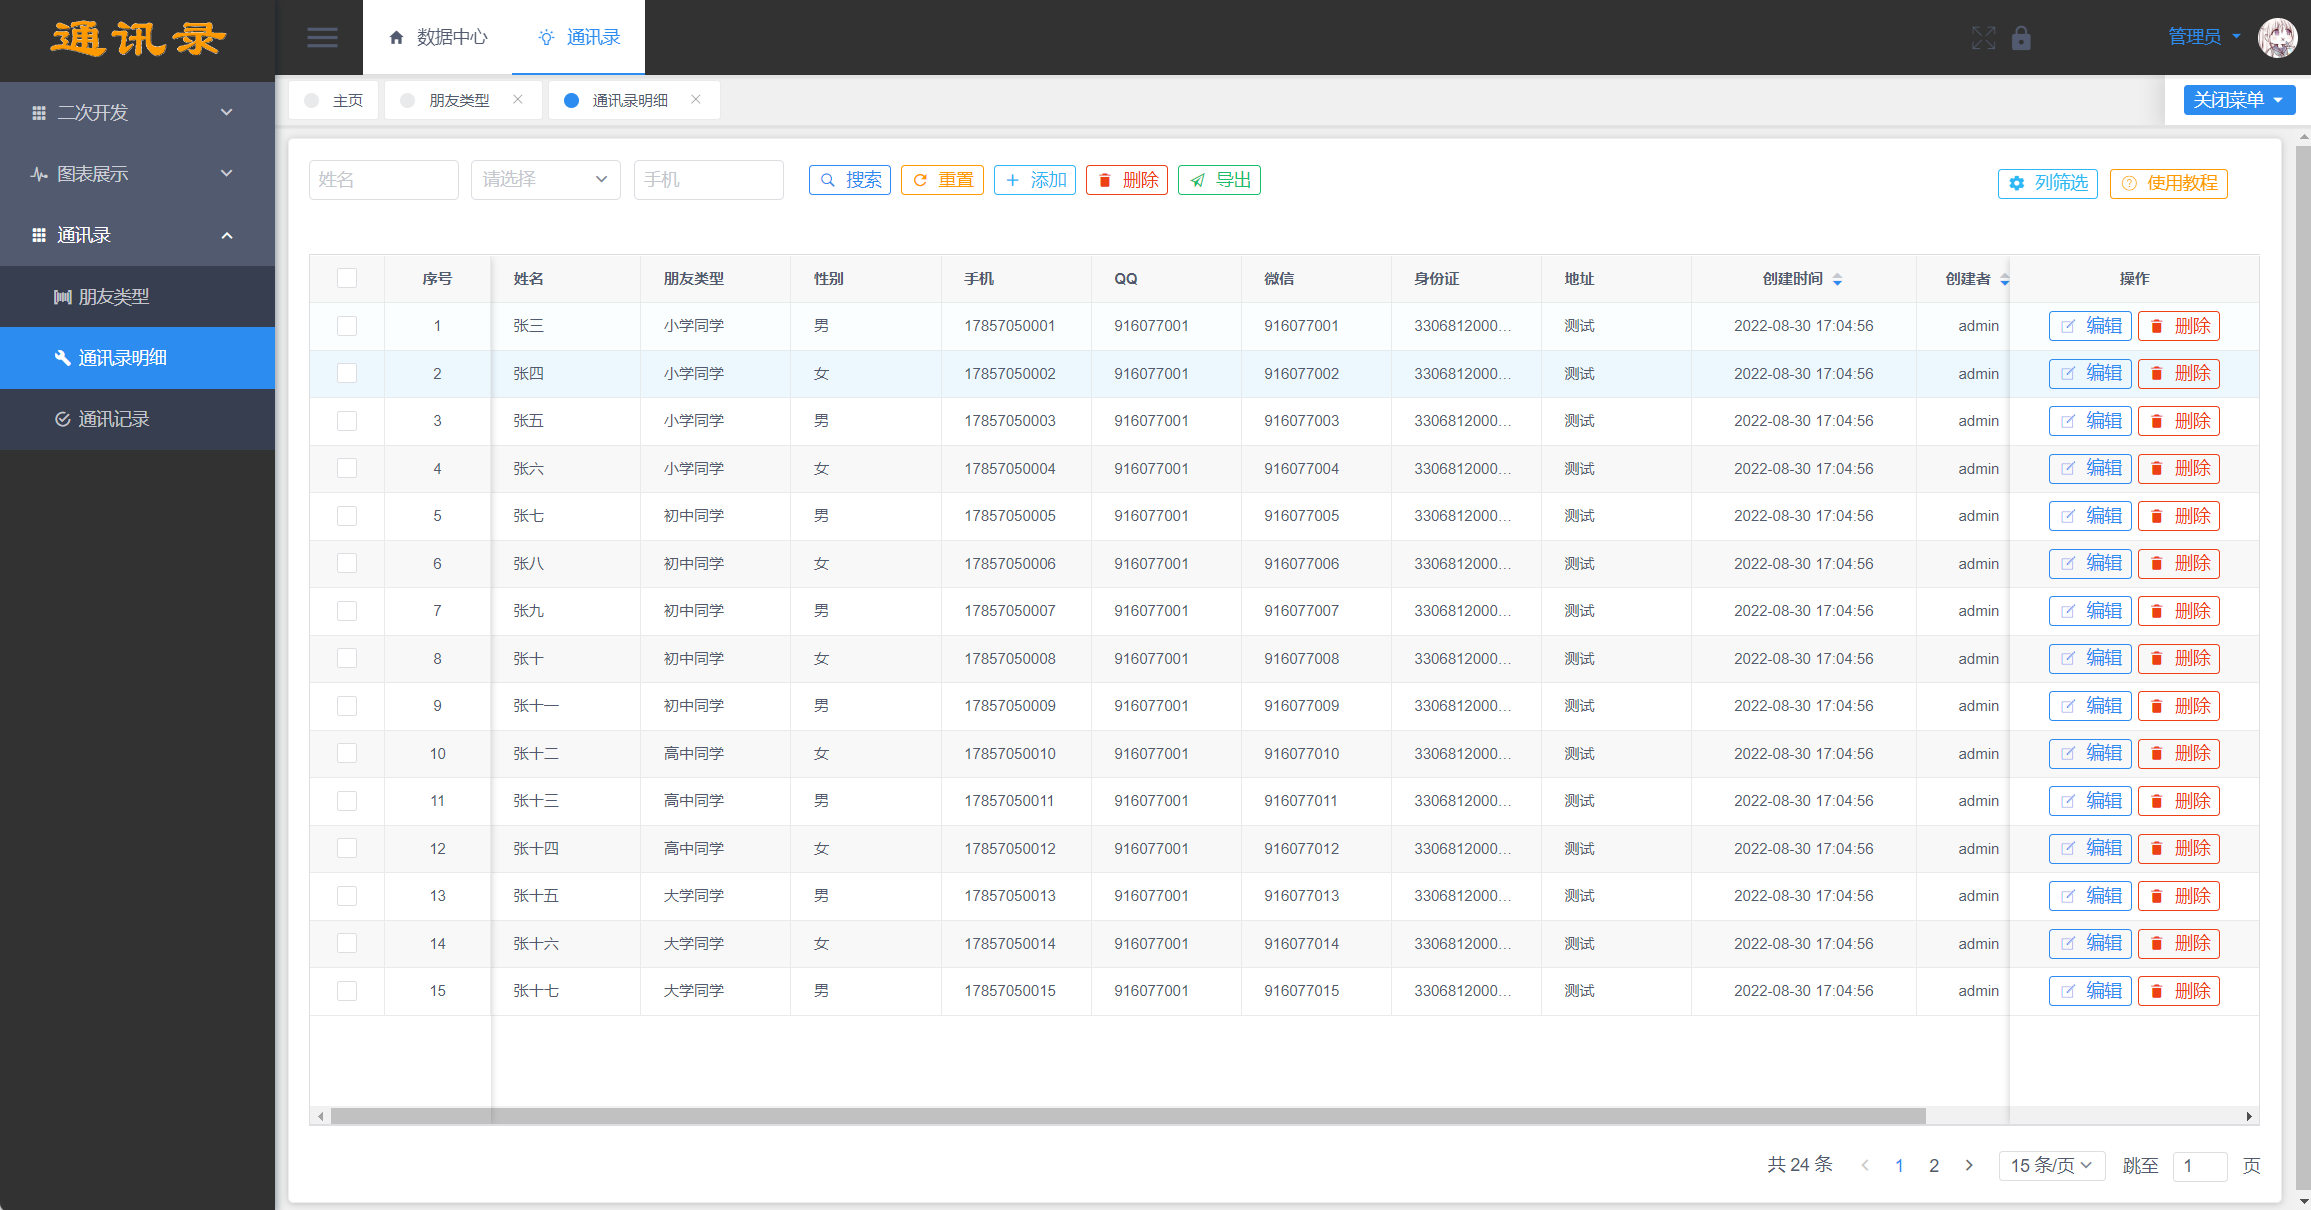 通讯录
数据中心 通讯录 管理员
主页 朋友类型 通讯录明细 关闭菜单
二次开发
图表展示
通讯录
朋友类型
通讯录明细
通讯记录
姓名 请选择 手机 搜索 重置 添加 删除 导出 列筛选 使用教程
序号 姓名 朋友类型 性别 手机 QQ 微信 身份证 地址 创建时间 创建者 操作
1 张三 小学同学 男 17857050001 916077001 916077001 3306812000... 测试 2022-08-30 17:04:56 admin 编辑 删除
2 张四 小学同学 女 17857050002 916077001 916077002 3306812000... 测试 2022-08-30 17:04:56 admin 编辑 删除
3 张五 小学同学 男 17857050003 916077001 916077003 3306812000... 测试 2022-08-30 17:04:56 admin 编辑 删除
4 张六 小学同学 女 17857050004 916077001 916077004 3306812000... 测试 2022-08-30 17:04:56 admin 编辑 删除
5 张七 初中同学 男 17857050005 916077001 916077005 3306812000... 测试 2022-08-30 17:04:56 admin 编辑 删除
6 张八 初中同学 女 17857050006 916077001 916077006 3306812000... 测试 2022-08-30 17:04:56 admin 编辑 删除
7 张九 初中同学 男 17857050007 916077001 916077007 3306812000... 测试 2022-08-30 17:04:56 admin 编辑 删除
8 张十 初中同学 女 17857050008 916077001 916077008 3306812000... 测试 2022-08-30 17:04:56 admin 编辑 删除
9 张十一 初中同学 男 17857050009 916077001 916077009 3306812000... 测试 2022-08-30 17:04:56 admin 编辑 删除
10 张十二 高中同学 女 17857050010 916077001 916077010 3306812000... 测试 2022-08-30 17:04:56 admin 编辑 删除
11 张十三 高中同学 男 17857050011 916077001 916077011 3306812000... 测试 2022-08-30 17:04:56 admin 编辑 删除
12 张十四 高中同学 女 17857050012 916077001 916077012 3306812000... 测试 2022-08-30 17:04:56 admin 编辑 删除
13 张十五 大学同学 男 17857050013 916077001 916077013 3306812000... 测试 2022-08-30 17:04:56 admin 编辑 删除
14 张十六 大学同学 女 17857050014 916077001 916077014 3306812000... 测试 2022-08-30 17:04:56 admin 编辑 删除
15 张十七 大学同学 男 17857050015 916077001 916077015 3306812000... 测试 2022-08-30 17:04:56 admin 编辑 删除
共 24 条 1 2 15 条/页 跳至 1 页